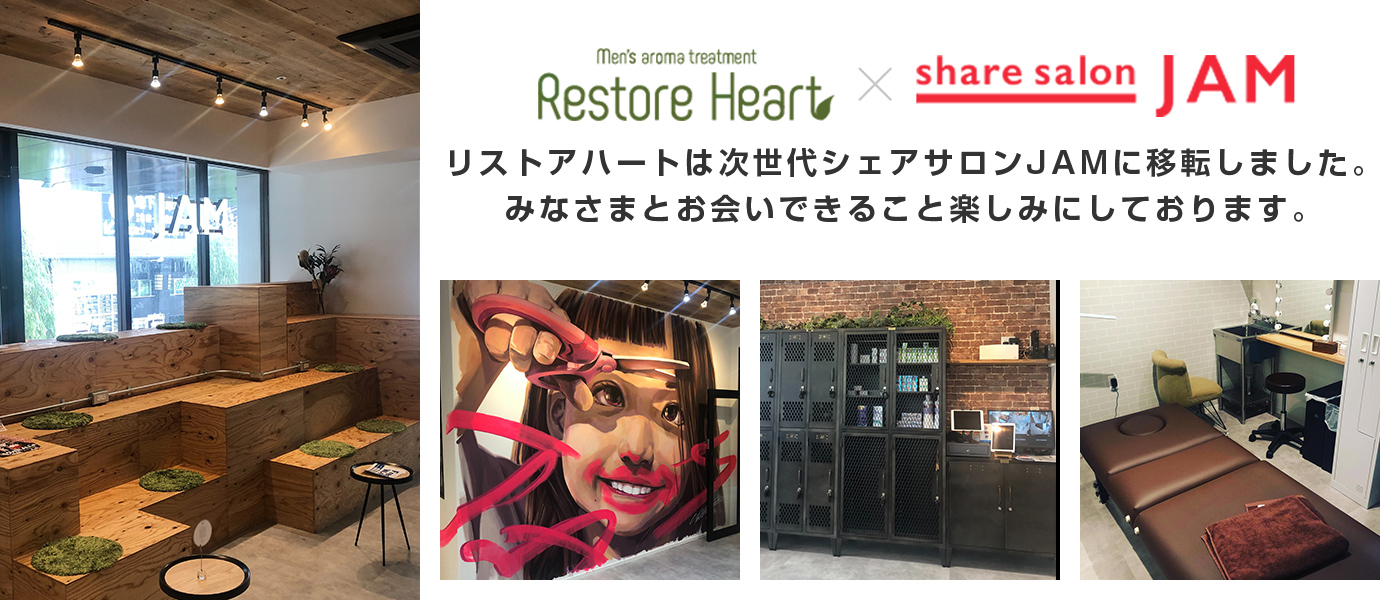 Men's aroma treatment
Restore Heart
×
share salon JAM
リストアハートは次世代シェアサロンJAMに移転しました。
みなさまとお会いできること楽しみにしております。
JAM